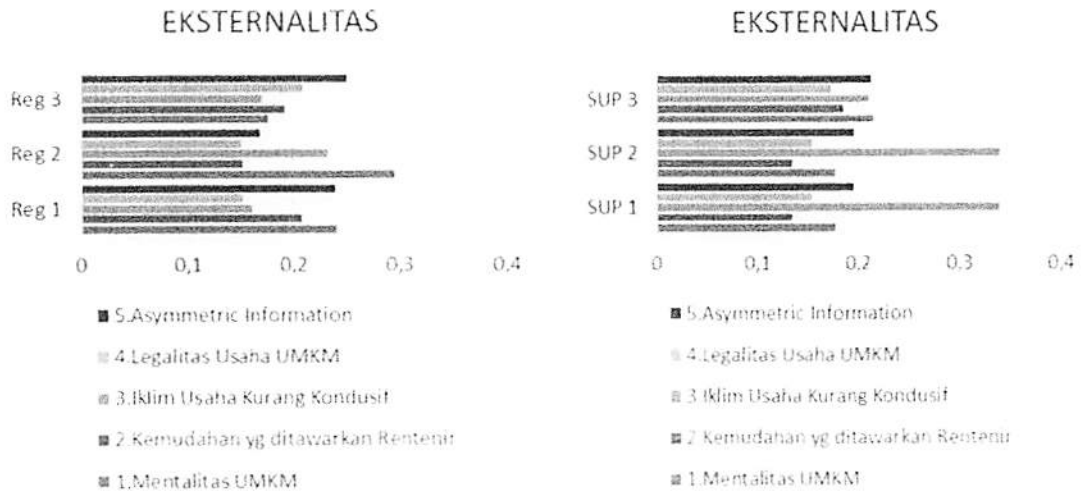 EKSTERNALITAS
Reg 3
Reg 2
Reg 1
0 0,1 0,2 0,3 0,4
5.Asymmetric Information
4.Legalitas Usaha UMKM
3.Iklim Usaha Kurang Kondusif
2.Kemudahan yg ditawarkan Rentenir
1.Mentalitas UMKM
EKSTERNALITAS
SUP 3
SUP 2
SUP 1
0 0,1 0,2 0,3 0,4
5.Asymmetric Information
4.Legalitas Usaha UMKM
3.Iklim Usaha Kurang Kondusif
2.Kemudahan yg ditawarkan Rentenir
1.Mentalitas UMKM